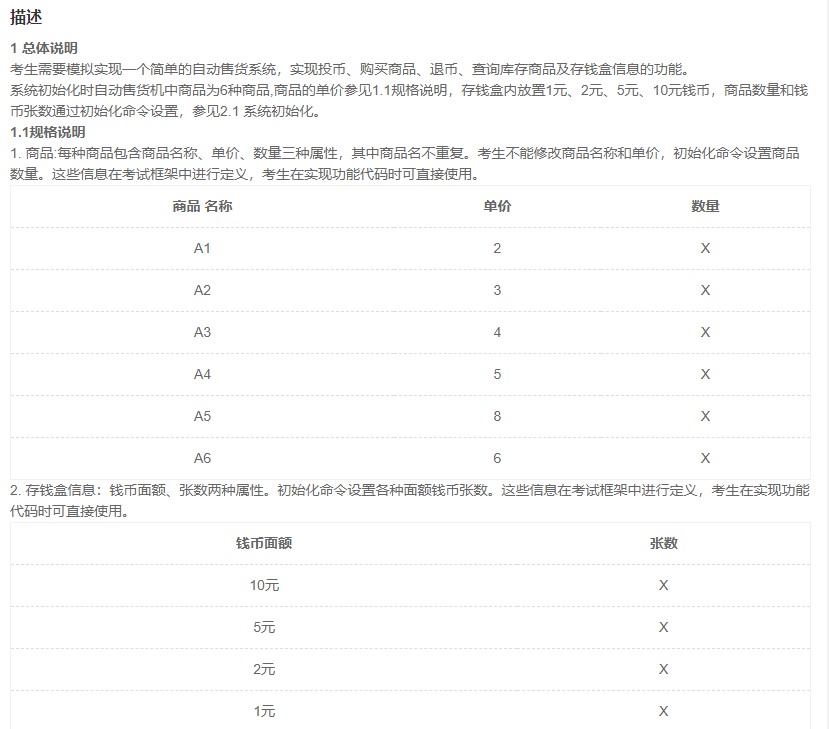 描述
1 总体说明
考生需要模拟实现一个简单的自动售货系统，实现投币、购买商品、退币、查询库存商品及存钱盒信息的功能。
系统初始化时自动售货机中商品为6种商品,商品的单价参见1.1规格说明，存钱盒内放置1元、2元、5元、10元钱币，商品数量和钱
币张数通过初始化命令设置，参见2.1 系统初始化。
1.1规格说明
1. 商品:每种商品包含商品名称、单价、数量三种属性，其中商品名不重复。考生不能修改商品名称和单价，初始化命令设置商品
数量。这些信息在考试框架中进行定义，考生在实现功能代码时可直接使用。
商品 名称 单价 数量
A1 2 X
A2 3 X
A3 4 X
A4 5 X
A5 8 X
A6 6 X
2. 存钱盒信息：钱币面额、张数两种属性。初始化命令设置各种面额钱币张数。这些信息在考试框架中进行定义，考生在实现功能
代码时可直接使用。
钱币面额 张数
10元 X
5元 X
2元 X
1元 X